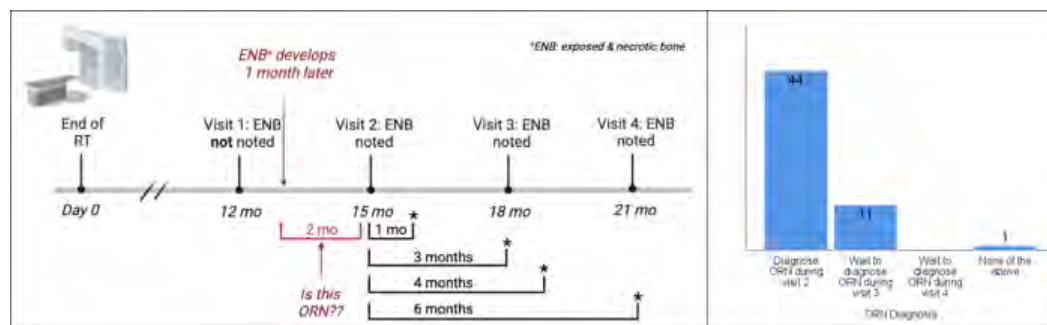 ENB* develops
1 month later
*ENB: exposed & necrotic bone
End of
RT
Visit 1: ENB
not noted
Visit 2: ENB
noted
Visit 3: ENB
noted
Visit 4: ENB
noted
Day 0
12 mo
15 mo
18 mo
21 mo
2 mo
1 mo
*
3 months
*
4 months
*
6 months
*
Is this
ORN??
44
11
1
Diagnose
ORN during
visit 2
Wait to
diagnose
ORN during
visit 3
Wait to
diagnose
ORN during
visit 4
None of the
above
ORN Diagnosis